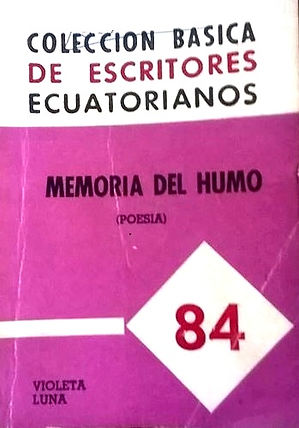 COLECCION BASICA
DE ESCRITORES
ECUATORIANOS
MEMORIA DEL HUMO
(POESIA)
84
VIOLETA
LUNA